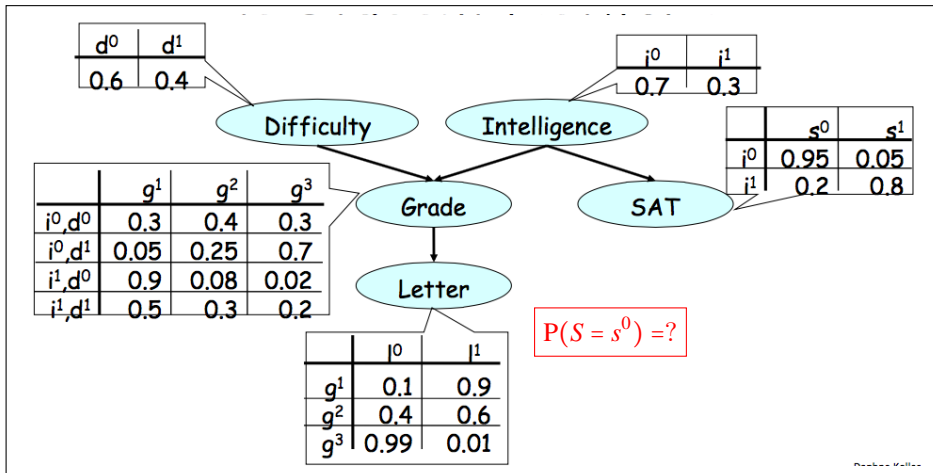 d⁰ d¹
0.6 0.4
i⁰ i¹
0.7 0.3
Difficulty
Intelligence
s⁰ s¹
i⁰ 0.95 0.05
i¹ 0.2 0.8
g¹ g² g³
i⁰,d⁰ 0.3 0.4 0.3
i⁰,d¹ 0.05 0.25 0.7
i¹,d⁰ 0.9 0.08 0.02
i¹,d¹ 0.5 0.3 0.2
Grade
SAT
Letter
P(S = s⁰) =?
l⁰ l¹
g¹ 0.1 0.9
g² 0.4 0.6
g³ 0.99 0.01